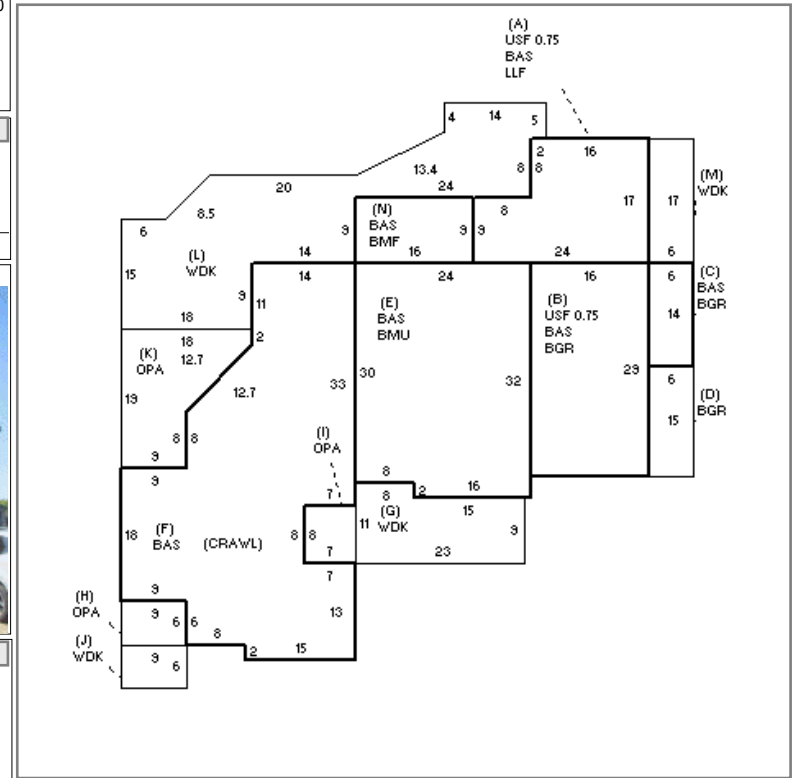 (A)
USF 0.75
BAS
LLF
4 14 5
2 16
13.4 8 8
20 24
(M)
WDK
17 17
8.5
(N)
BAS
BMF
8
6
9 9 9
(L)
WDK
14 16 24 6
15
14 24 16 6
(C)
BAS
BGR
9 11
(E)
BAS
BMU
(B)
USF 0.75
BAS
BGR
14
18
18 2
(K)
OPA
12.7
19
12.7
33 30 32 29
6
(D)
BGR
15
8 8
(I)
OPA
9
9
8
7
8 2 16
(G)
WDK
15
18
(F)
BAS
(CRAWL)
8 8 11 9
7 23
7
9
(H)
OPA
9 6 6
13
8
(J)
WDK
2 15
9 6